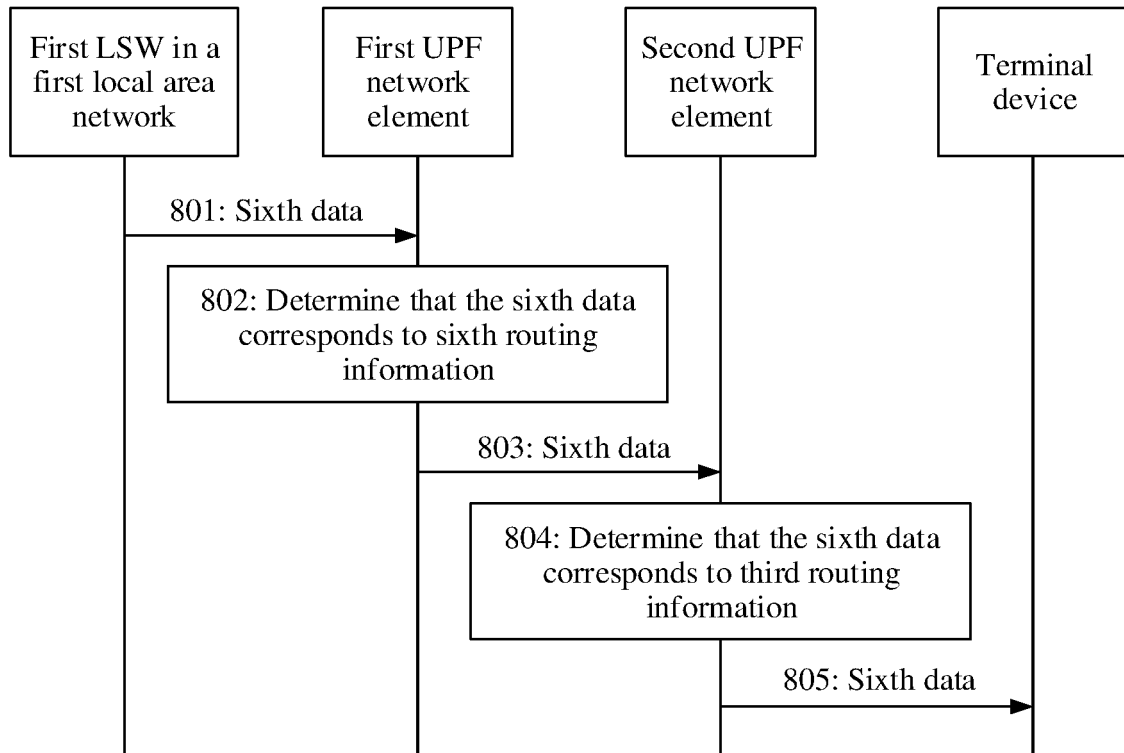 First LSW in a
first local area
network
First UPF
network
element
Second UPF
network
element
Terminal
device
801: Sixth data
802: Determine that the sixth data
corresponds to sixth routing
information
803: Sixth data
804: Determine that the sixth data
corresponds to third routing
information
805: Sixth data